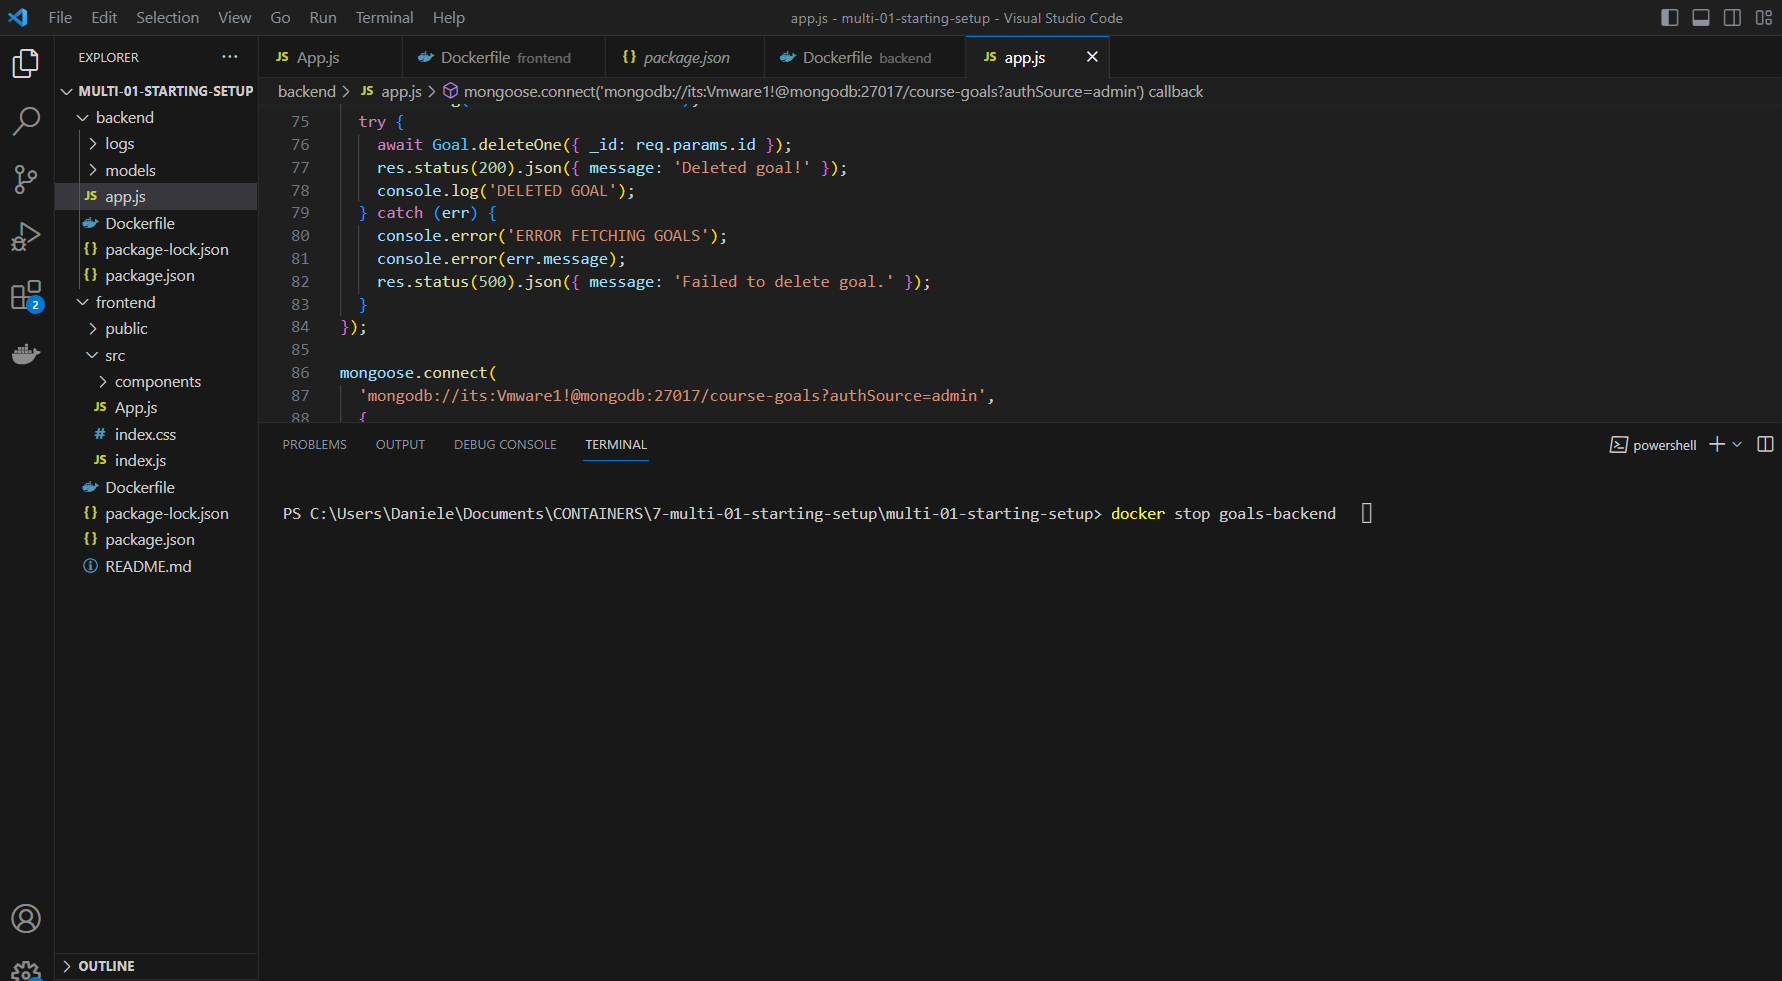 File Edit Selection View Go Run Terminal Help
app.js - multi-01-starting-setup - Visual Studio Code
EXPLORER
MULTI-01-STARTING-SETUP
backend
logs
models
JS app.js
Dockerfile
{} package-lock.json
{} package.json
frontend
public
src
components
JS App.js
# index.css
JS index.js
Dockerfile
{} package-lock.json
{} package.json
README.md
OUTLINE
2
JS App.js
Dockerfile frontend
{} package.json
Dockerfile backend
JS app.js
backend > JS app.js > mongoose.connect('mongodb://its:Vmware1!@mongodb:27017/course-goals?authSource=admin') callback
75 try {
76 await Goal.deleteOne({ _id: req.params.id });
77 res.status(200).json({ message: 'Deleted goal!' });
78 console.log('DELETED GOAL');
79 } catch (err) {
80 console.error('ERROR FETCHING GOALS');
81 console.error(err.message);
82 res.status(500).json({ message: 'Failed to delete goal.' });
83 }
84 });
85
86 mongoose.connect(
87 'mongodb://its:Vmware1!@mongodb:27017/course-goals?authSource=admin',
88 {
PROBLEMS OUTPUT DEBUG CONSOLE TERMINAL
powershell
PS C:\Users\Daniele\Documents\CONTAINERS\7-multi-01-starting-setup\multi-01-starting-setup> docker stop goals-backend